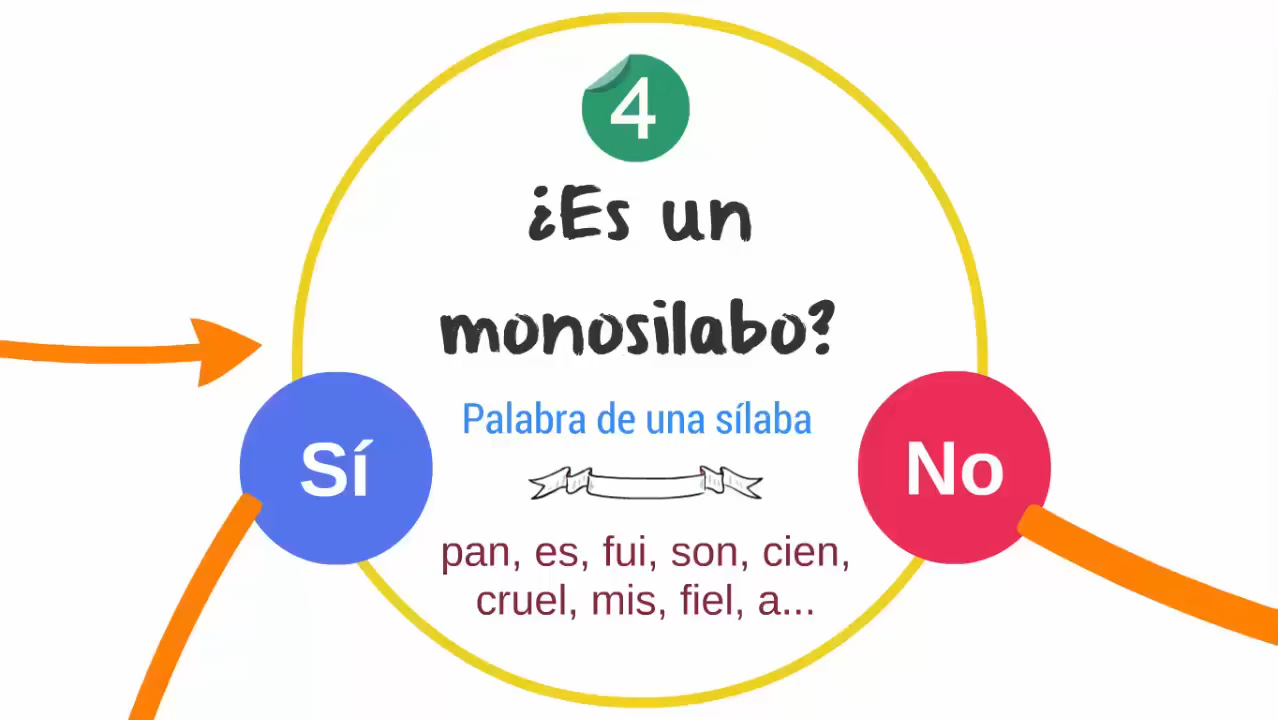 4
¿Es un
monosilabo?
Palabra de una sílaba
Sí
No
pan, es, fui, son, cien,
cruel, mis, fiel, a...